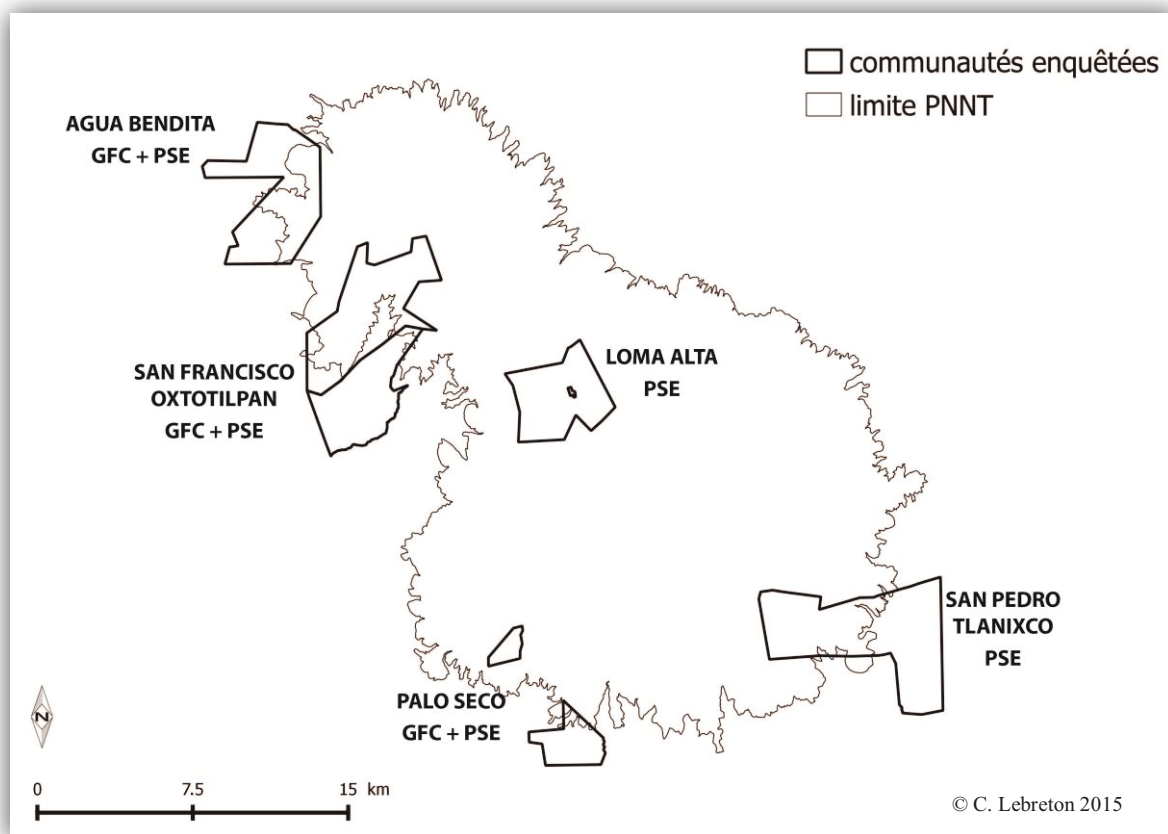 communautés enquêtées
limite PNNT
AGUA BENDITA
GFC + PSE
SAN FRANCISCO
OXTOTILPAN
GFC + PSE
LOMA ALTA
PSE
SAN PEDRO
TLANIXCO
PSE
PALO SECO
GFC + PSE
N
0 7.5 15 km
© C. Lebreton 2015